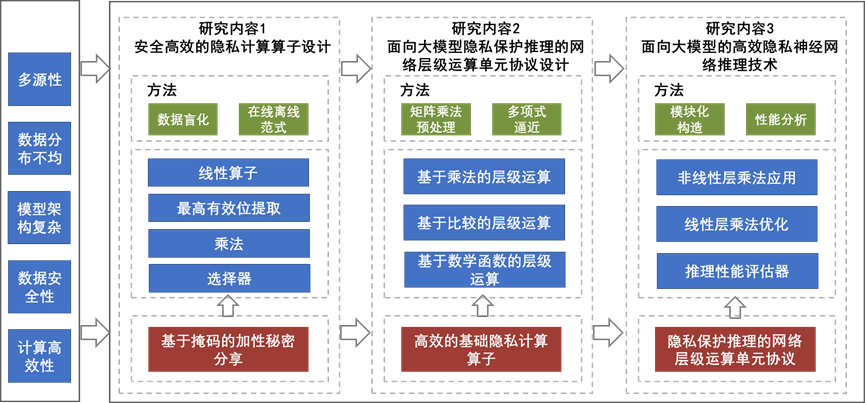 多源性
数据分
布不均
模型架
构复杂
数据安
全性
计算高
效性
研究内容1
安全高效的隐私计算算子设计
方法
数据盲化
在线离线
范式
线性算子
最高有效位提取
乘法
选择器
基于掩码的加性秘密
分享
研究内容2
面向大模型隐私保护推理的网
络层级运算单元协议设计
方法
矩阵乘法
预处理
多项式
逼近
基于乘法的层级运算
基于比较的层级运算
基于数学函数的层级
运算
高效的基础隐私计算
算子
研究内容3
面向大模型的高效隐私神经网
络推理技术
方法
模块化
构造
性能分析
非线性层乘法应用
线性层乘法优化
推理性能评估器
隐私保护推理的网络
层级运算单元协议